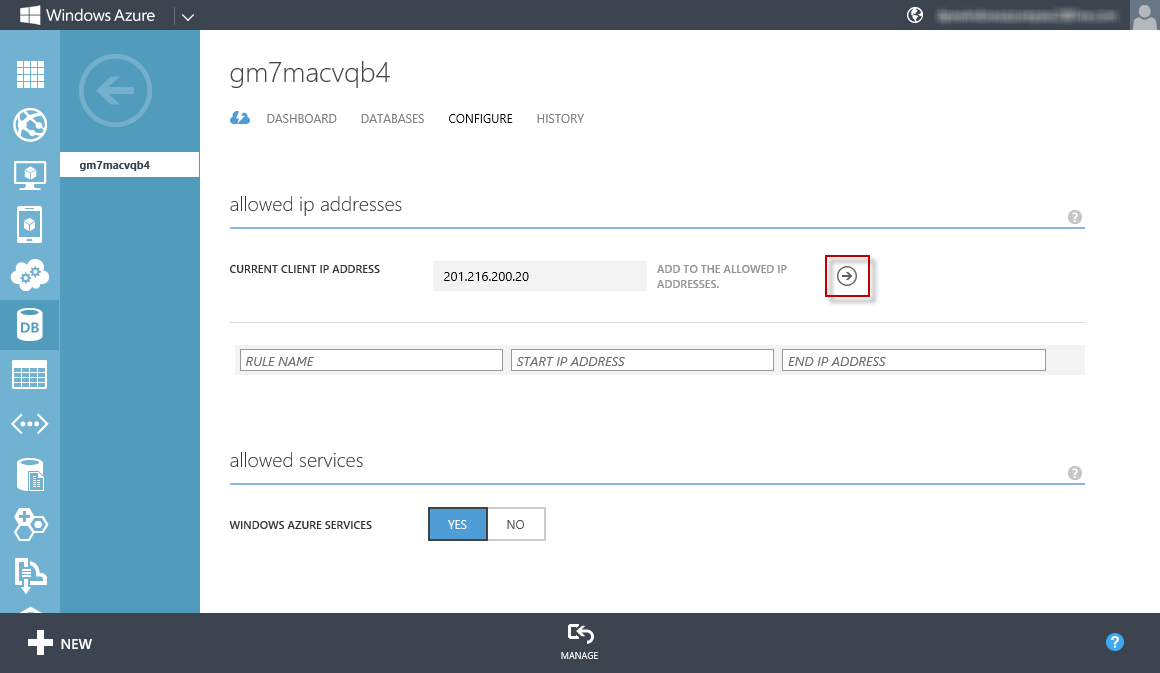 Windows Azure
gm7macvqb4
gm7macvqb4
DASHBOARD DATABASES CONFIGURE HISTORY
allowed ip addresses
?
CURRENT CLIENT IP ADDRESS
201.216.200.20
ADD TO THE ALLOWED IP
ADDRESSES.
RULE NAME
START IP ADDRESS
END IP ADDRESS
DB
allowed services
?
WINDOWS AZURE SERVICES
YES
NO
NEW
MANAGE
?